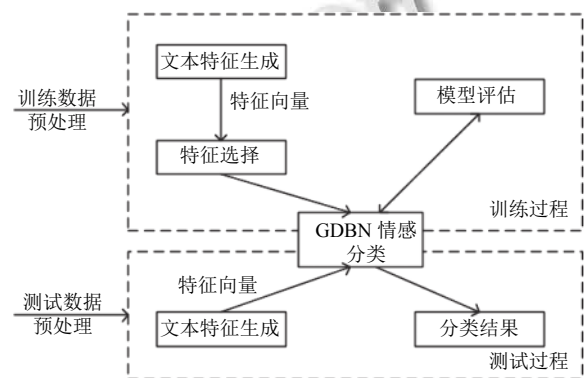 文本特征生成
特征向量
训练数据
预处理
模型评估
特征选择
训练过程
GDBN 情感
分类
特征向量
测试数据
预处理
文本特征生成
分类结果
测试过程